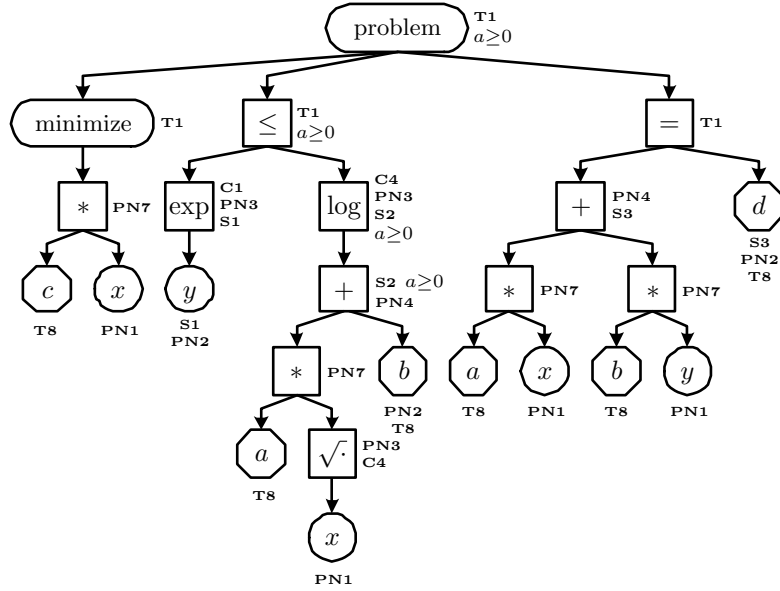 problem
T1
a≥0
minimize
T1
≤
T1
a≥0
=
T1
*
PN7
exp
C1
PN3
S1
log
C4
PN3
S2
a≥0
+
PN4
S3
d
S3
PN2
T8
c
T8
x
PN1
y
S1
PN2
+
S2 a≥0
PN4
*
PN7
*
PN7
*
PN7
b
PN2
T8
a
T8
x
PN1
b
T8
y
PN1
a
T8
√·
PN3
C4
x
PN1